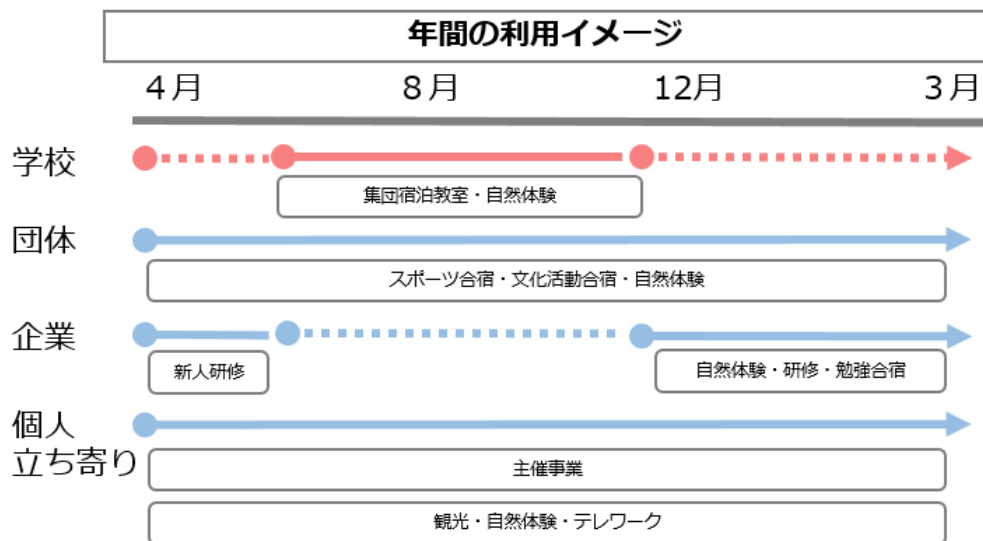 年間の利用イメージ
4月 8月 12月 3月
学校
集団宿泊教室・自然体験
団体
スポーツ合宿・文化活動合宿・自然体験
企業
新人研修 自然体験・研修・勉強合宿
個人
立ち寄り
主催事業
観光・自然体験・テレワーク